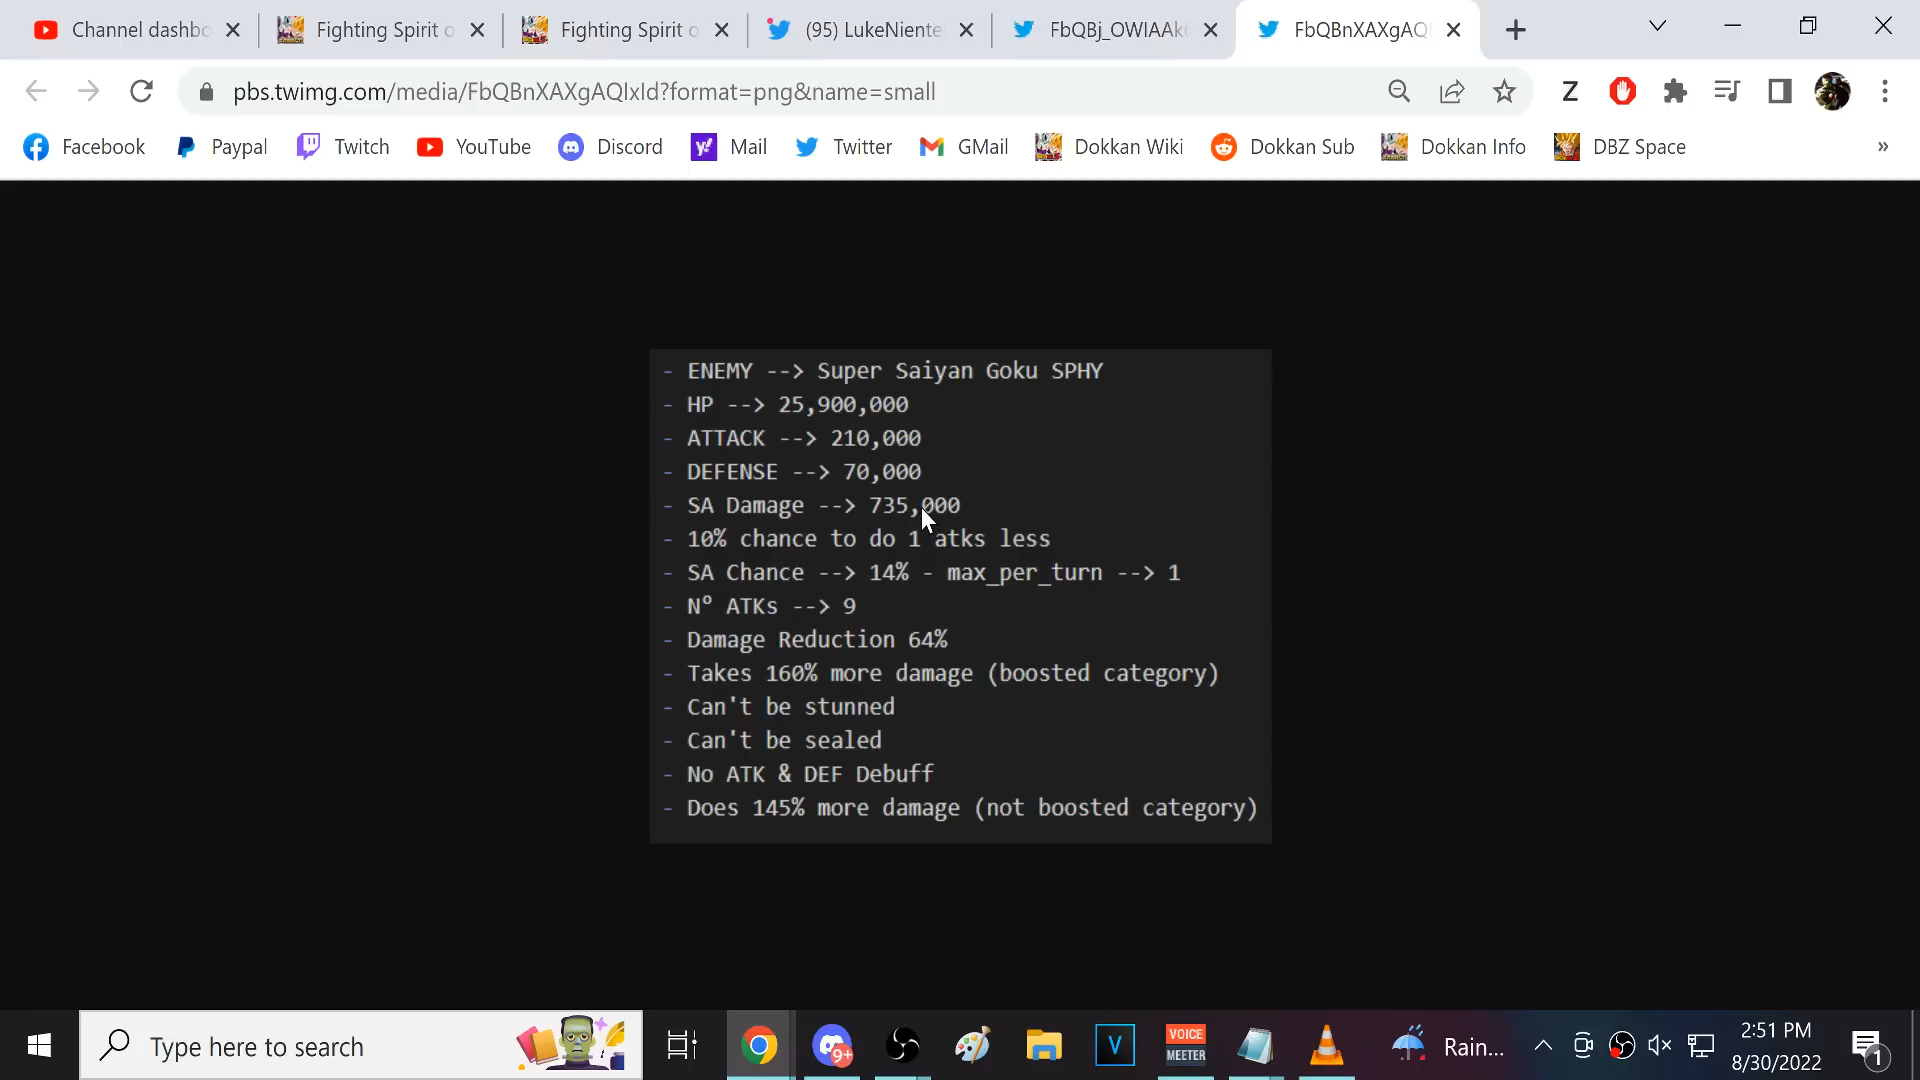 Channel dashbo
Fighting Spirit o
Fighting Spirit o
(95) LukeNiente
FbQBj_OWIAAk
FbQBnXAXgAQ
pbs.twimg.com/media/FbQBnXAXgAQIxId?format=png&name=small
Z
Facebook
Paypal
Twitch
YouTube
Discord
Mail
Twitter
GMail
Dokkan Wiki
Dokkan Sub
Dokkan Info
DBZ Space
»
- ENEMY --> Super Saiyan Goku SPHY
- HP --> 25,900,000
- ATTACK --> 210,000
- DEFENSE --> 70,000
- SA Damage --> 735,000
- 10% chance to do 1 atks less
- SA Chance --> 14% - max_per_turn --> 1
- Nº ATKs --> 9
- Damage Reduction 64%
- Takes 160% more damage (boosted category)
- Can't be stunned
- Can't be sealed
- No ATK & DEF Debuff
- Does 145% more damage (not boosted category)
Type here to search
9+
V
VOICE
MEETER
Rain...
2:51 PM
8/30/2022
1